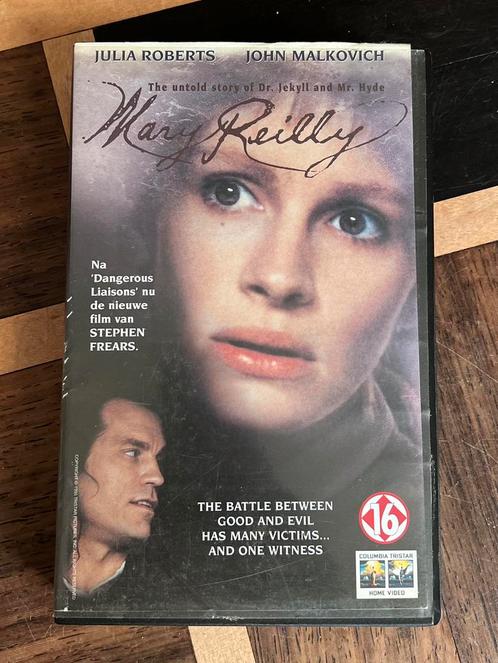 JULIA ROBERTS JOHN MALKOVICH
The untold story of Dr. Jekyll and Mr. Hyde
Mary Reilly
Na
'Dangerous
Liaisons' nu
de nieuwe
film van
STEPHEN
FREARS.
THE BATTLE BETWEEN
GOOD AND EVIL
HAS MANY VICTIMS...
AND ONE WITNESS
16
COLUMBIA TRISTAR
HOME VIDEO